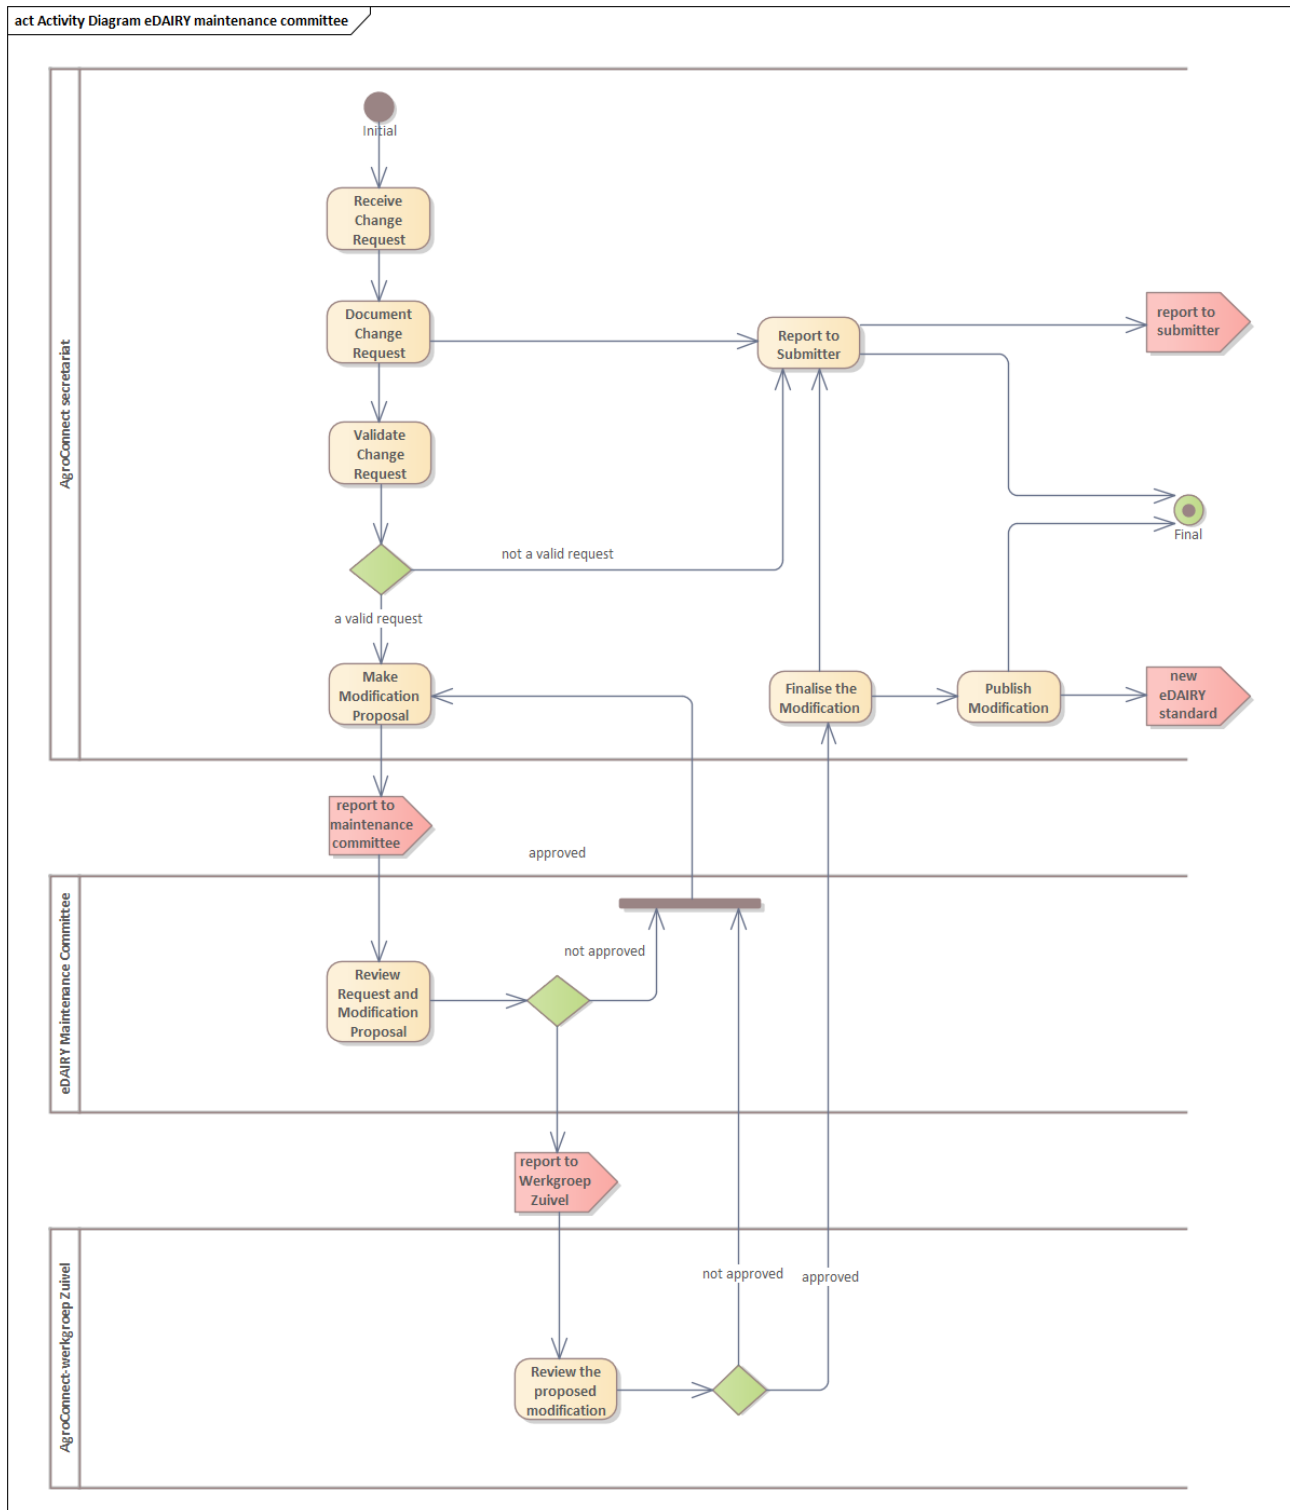 act Activity Diagram eDAIRY maintenance committee
AgroConnect secretariat
Initial
Receive
Change
Request
Document
Change
Request
Report to
Submitter
report to
submitter
Validate
Change
Request
not a valid request
Final
a valid request
Make
Modification
Proposal
Finalise the
Modification
Publish
Modification
new
eDAIRY
standard
report to
maintenance
committee
approved
eDAIRY Maintenance Committee
not approved
Review
Request and
Modification
Proposal
report to
Werkgroep
Zuivel
AgroConnect-werkgroep Zuivel
not approved
approved
Review the
proposed
modification